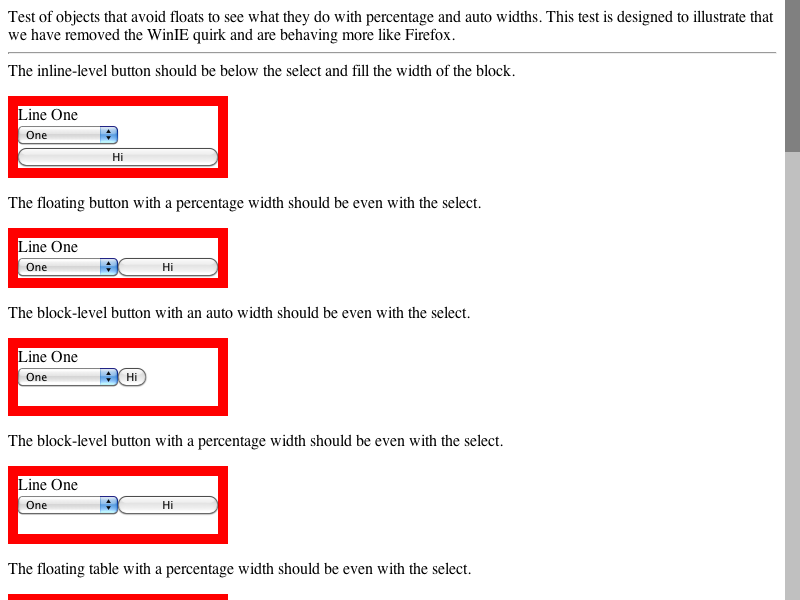 Test of objects that avoid floats to see what they do with percentage and auto widths. This test is designed to illustrate that
we have removed the WinIE quirk and are behaving more like Firefox.
The inline-level button should be below the select and fill the width of the block.
Line One
One
Hi
The floating button with a percentage width should be even with the select.
Line One
One Hi
The block-level button with an auto width should be even with the select.
Line One
One Hi
The block-level button with a percentage width should be even with the select.
Line One
One Hi
The floating table with a percentage width should be even with the select.